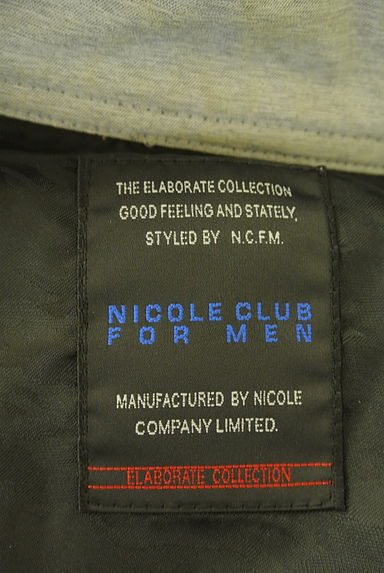 THE ELABORATE COLLECTION
GOOD FEELING AND STATELY,
STYLED BY N.C.F.M.
NICOLE CLUB
FOR MEN
MANUFACTURED BY NICOLE
COMPANY LIMITED.
ELABORATE COLLECTION